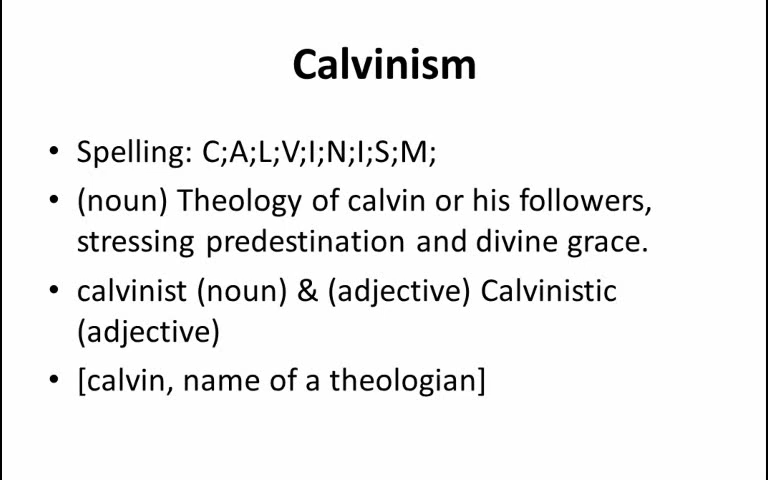 Calvinism
• Spelling: C;A;L;V;I;N;I;S;M;
• (noun) Theology of calvin or his followers,
stressing predestination and divine grace.
• calvinist (noun) & (adjective) Calvinistic
(adjective)
• [calvin, name of a theologian]